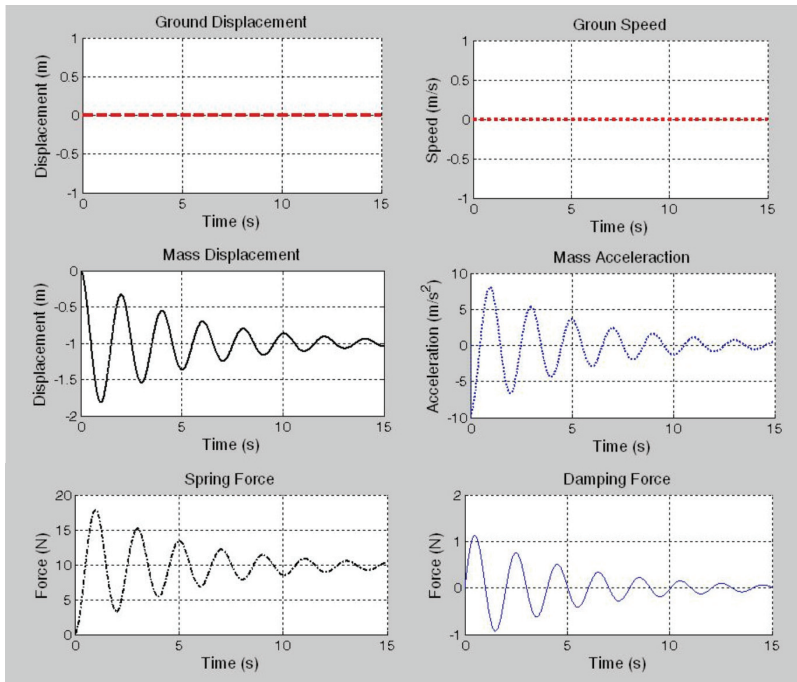 Ground Displacement
Displacement (m)
1
0.5
0
-0.5
-1
0 5 10 15
Time (s)
Groun Speed
Speed (m/s)
1
0.5
0
-0.5
-1
0 5 10 15
Time (s)
Mass Displacement
Displacement (m)
0
-0.5
-1
-1.5
-2
0 5 10 15
Time (s)
Mass Acceleraction
Acceleration (m/s²)
10
5
0
-5
-10
0 5 10 15
Time (s)
Spring Force
Force (N)
20
15
10
5
0
0 5 10 15
Time (s)
Damping Force
Force (N)
2
1
0
-1
0 5 10 15
Time (s)